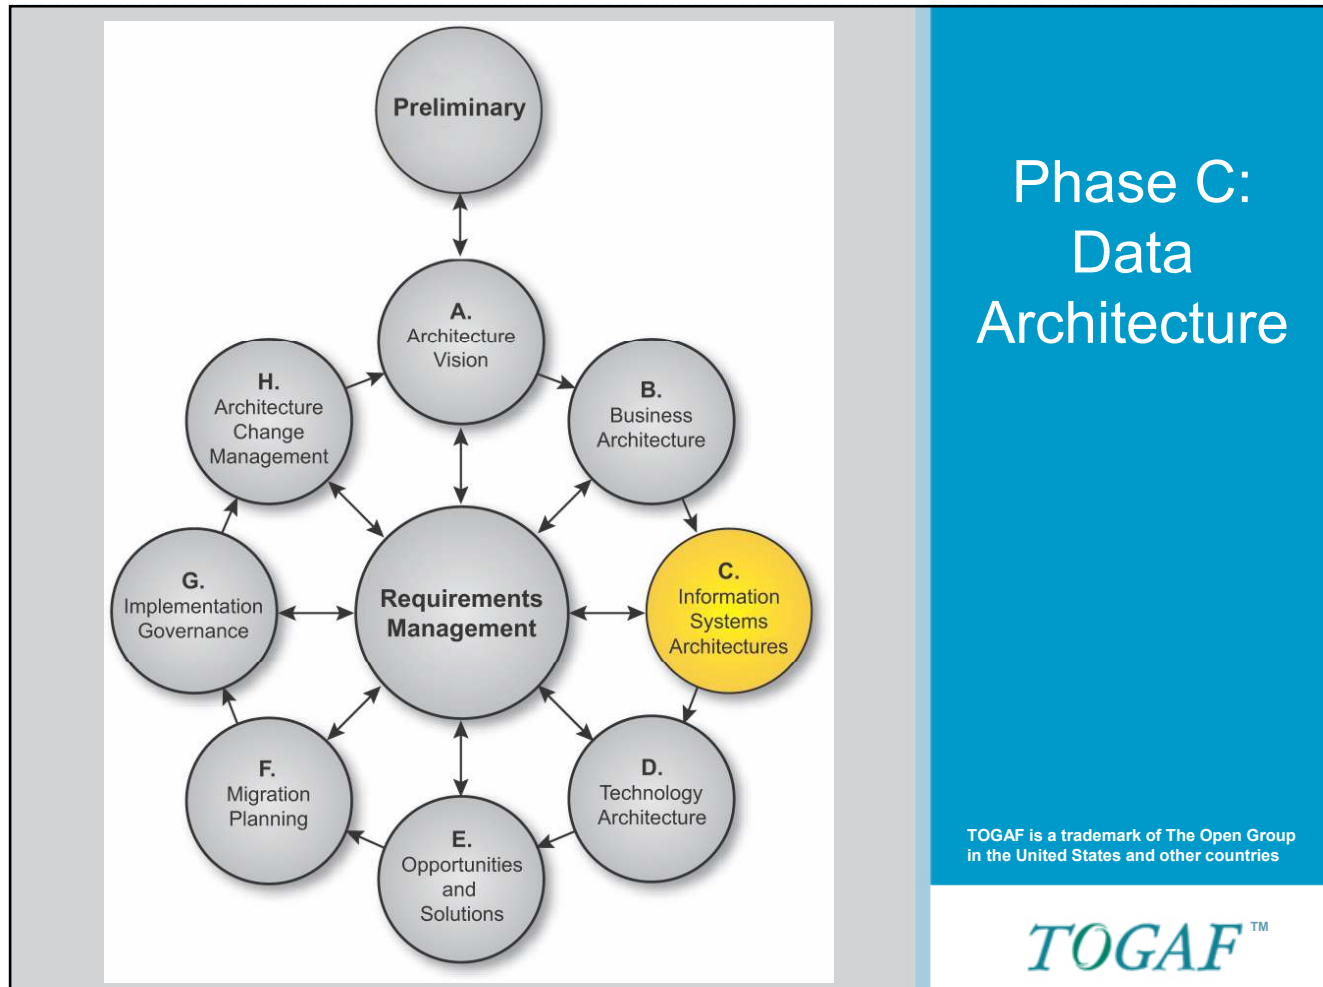 Preliminary
A.
Architecture
Vision
B.
Business
Architecture
C.
Information
Systems
Architectures
D.
Technology
Architecture
E.
Opportunities
and
Solutions
F.
Migration
Planning
G.
Implementation
Governance
H.
Architecture
Change
Management
Requirements
Management
Phase C:
Data
Architecture
TOGAF is a trademark of The Open Group
in the United States and other countries
TOGAF™